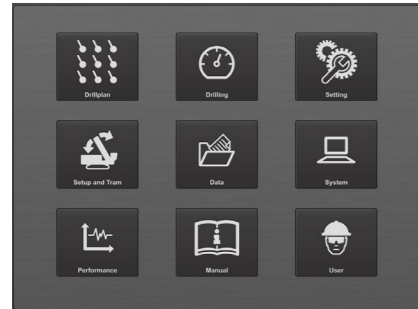 Drillplan
Drilling
Setting
Setup and Tram
Data
System
Performance
Manual
User